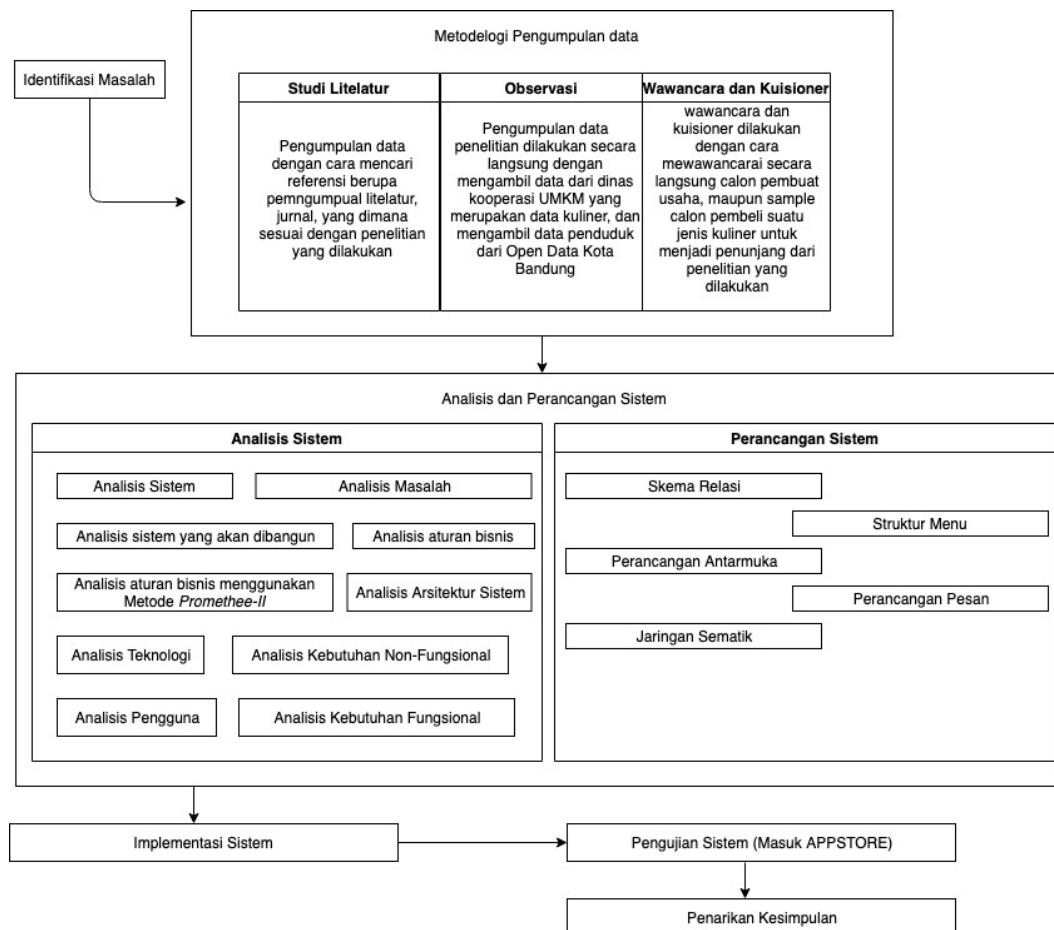 Metodelogi Pengumpulan data
Identifikasi Masalah
Studi Litelatur
Pengumpulan data
dengan cara mencari
referensi berupa
pemngumpual litelatur,
jurnal, yang dimana
sesuai dengan penelitian
yang dilakukan
Observasi
Pengumpulan data
penelitian dilakukan secara
langsung dengan
mengambil data dari dinas
kooperasi UMKM yang
merupakan data kuliner, dan
mengambil data penduduk
dari Open Data Kota
Bandung
Wawancara dan Kuisioner
wawancara dan
kuisioner dilakukan
dengan cara
mewawancarai secara
langsung calon pembuat
usaha, maupun sample
calon pembeli suatu
jenis kuliner untuk
menjadi penunjang dari
penelitian yang
dilakukan
Analisis dan Perancangan Sistem
Analisis Sistem
Analisis Sistem
Analisis Masalah
Analisis sistem yang akan dibangun
Analisis aturan bisnis
Analisis aturan bisnis menggunakan
Metode Promethee-II
Analisis Arsitektur Sistem
Analisis Teknologi
Analisis Kebutuhan Non-Fungsional
Analisis Pengguna
Analisis Kebutuhan Fungsional
Perancangan Sistem
Skema Relasi
Struktur Menu
Perancangan Antarmuka
Perancangan Pesan
Jaringan Sematik
Implementasi Sistem
Pengujian Sistem (Masuk APPSTORE)
Penarikan Kesimpulan